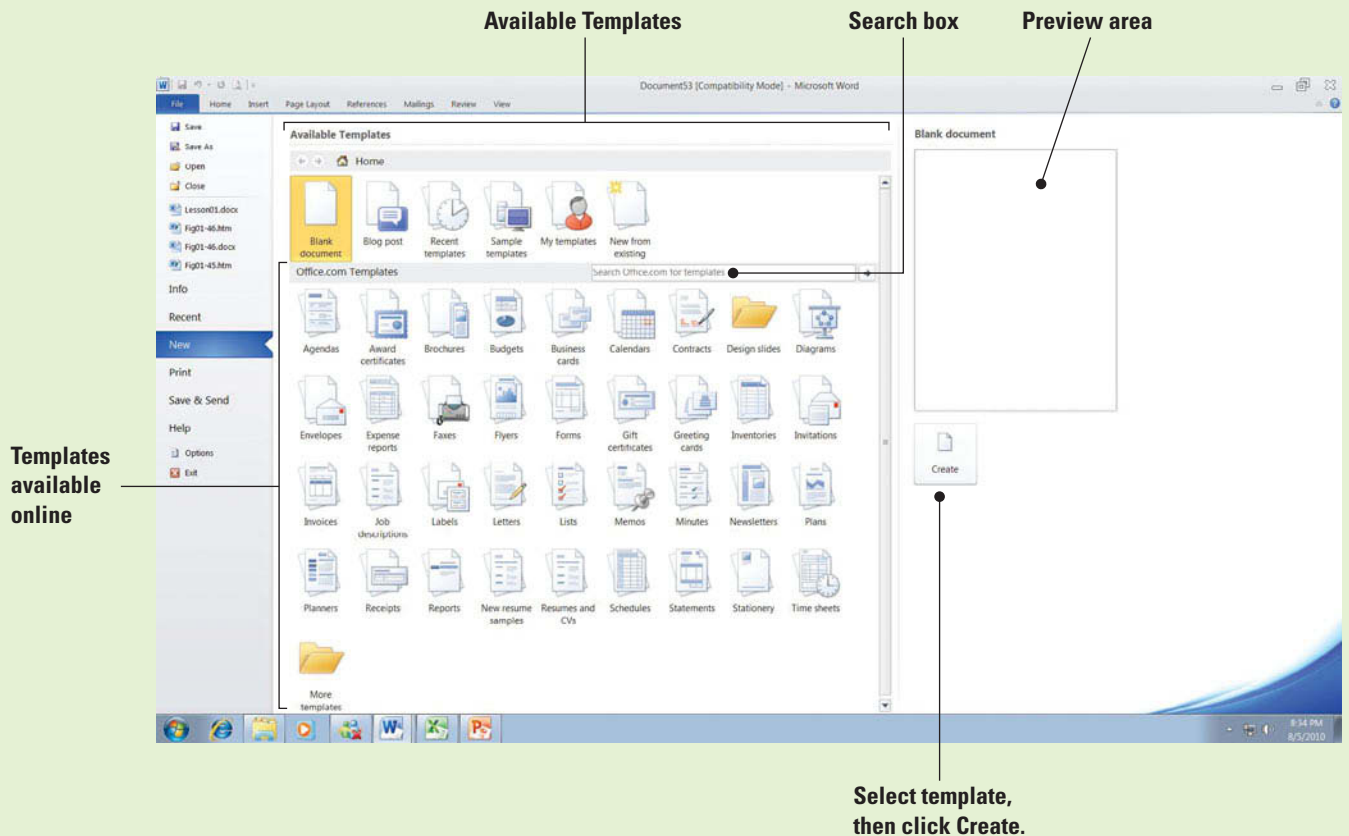 Available Templates
Search box
Preview area
Document53 [Compatibility Mode] - Microsoft Word
File Home Insert Page Layout References Mailings Review View
Save
Save As
Open
Close
Lesson01.docx
Fig01-46.htm
Fig01-46.docx
Fig01-45.htm
Info
Recent
New
Print
Save & Send
Help
Options
Exit
Available Templates
Home
Blank document
Blog post
Recent templates
Sample templates
My templates
New from existing
Office.com Templates
Search Office.com for templates
Agendas
Award certificates
Brochures
Budgets
Business cards
Calendars
Contracts
Design slides
Diagrams
Envelopes
Expense reports
Faxes
Flyers
Forms
Gift certificates
Greeting cards
Inventories
Invitations
Invoices
Job descriptions
Labels
Letters
Lists
Memos
Minutes
Newsletters
Plans
Planners
Receipts
Reports
New resume samples
Resumes and CVs
Schedules
Statements
Stationery
Time sheets
More templates
Blank document
Create
Templates
available
online
8:34 PM
8/5/2010
Select template,
then click Create.